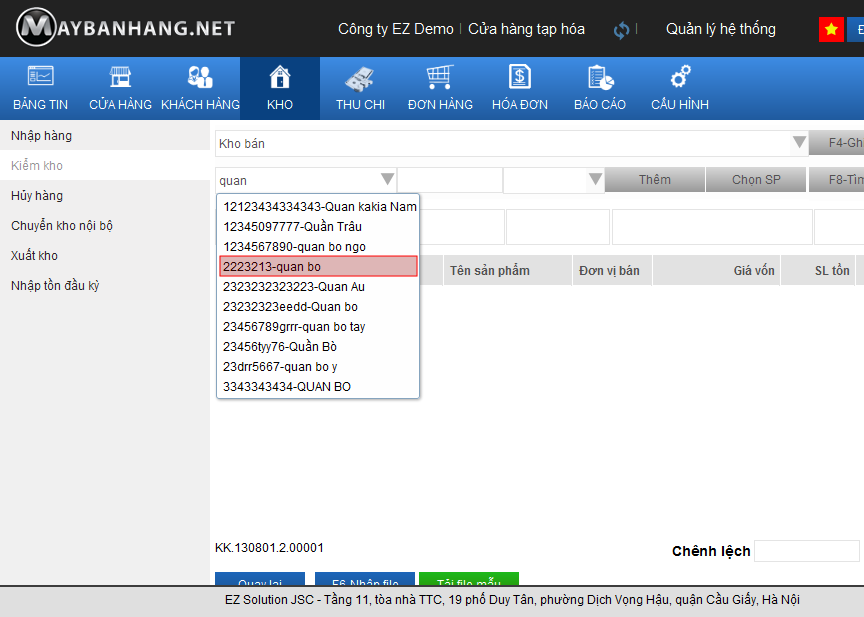 MAYBANHANG.NET
Công ty EZ Demo | Cửa hàng tạp hóa | Quản lý hệ thống
BẢNG TIN CỬA HÀNG KHÁCH HÀNG KHO THU CHI ĐƠN HÀNG HÓA ĐƠN BÁO CÁO CẤU HÌNH
Nhập hàng
Kiểm kho
Hủy hàng
Chuyển kho nội bộ
Xuất kho
Nhập tồn đầu kỳ
Kho bán F4-Gh
quan Thêm Chọn SP F8-Tìm
12123434334343-Quan kakia Nam
12345097777-Quần Trâu
1234567890-quan bo ngo
2223213-quan bo
2323232323223-Quan Au
23232323eedd-Quan bo
23456789grrr-quan bo tay
23456tyy76-Quần Bò
23drr5667-quan bo y
3343343434-QUAN BO
Tên sản phẩm Đơn vị bán Giá vốn SL tồn
KK.130801.2.00001
Chênh lệch
Quay lại F6-Nhập file Tải file mẫu
EZ Solution JSC - Tầng 11, tòa nhà TTC, 19 phố Duy Tân, phường Dịch Vọng Hậu, quận Cầu Giấy, Hà Nội